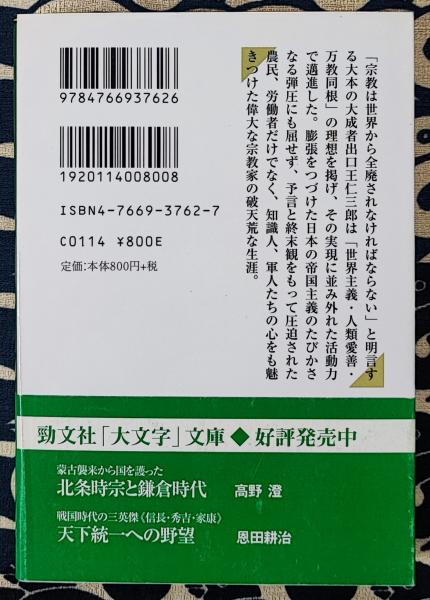 「宗教は世界から全廃されなければならない」と明言す
る大本の大成者出口王仁三郎は「世界主義・人類愛善・
万教同根」の理想を掲げ、その実現に並み外れた活動力
で邁進した。膨張をつづけた日本の帝国主義のたびかさ
なる弾圧にも屈せず、予言と終末観をもって圧迫された
農民、労働者だけでなく、知識人、軍人たちの心をも魅
きつけた偉大な宗教家の破天荒な生涯。
9784766937626
1920114008008
ISBN4-7669-3762-7
C0114 ¥800E
定価:本体800円+税
勁文社「大文字」文庫◆好評発売中
蒙古襲来から国を護った
北条時宗と鎌倉時代 高野 澄
戦国時代の三英傑《信長・秀吉・家康》
天下統一への野望 恩田耕治